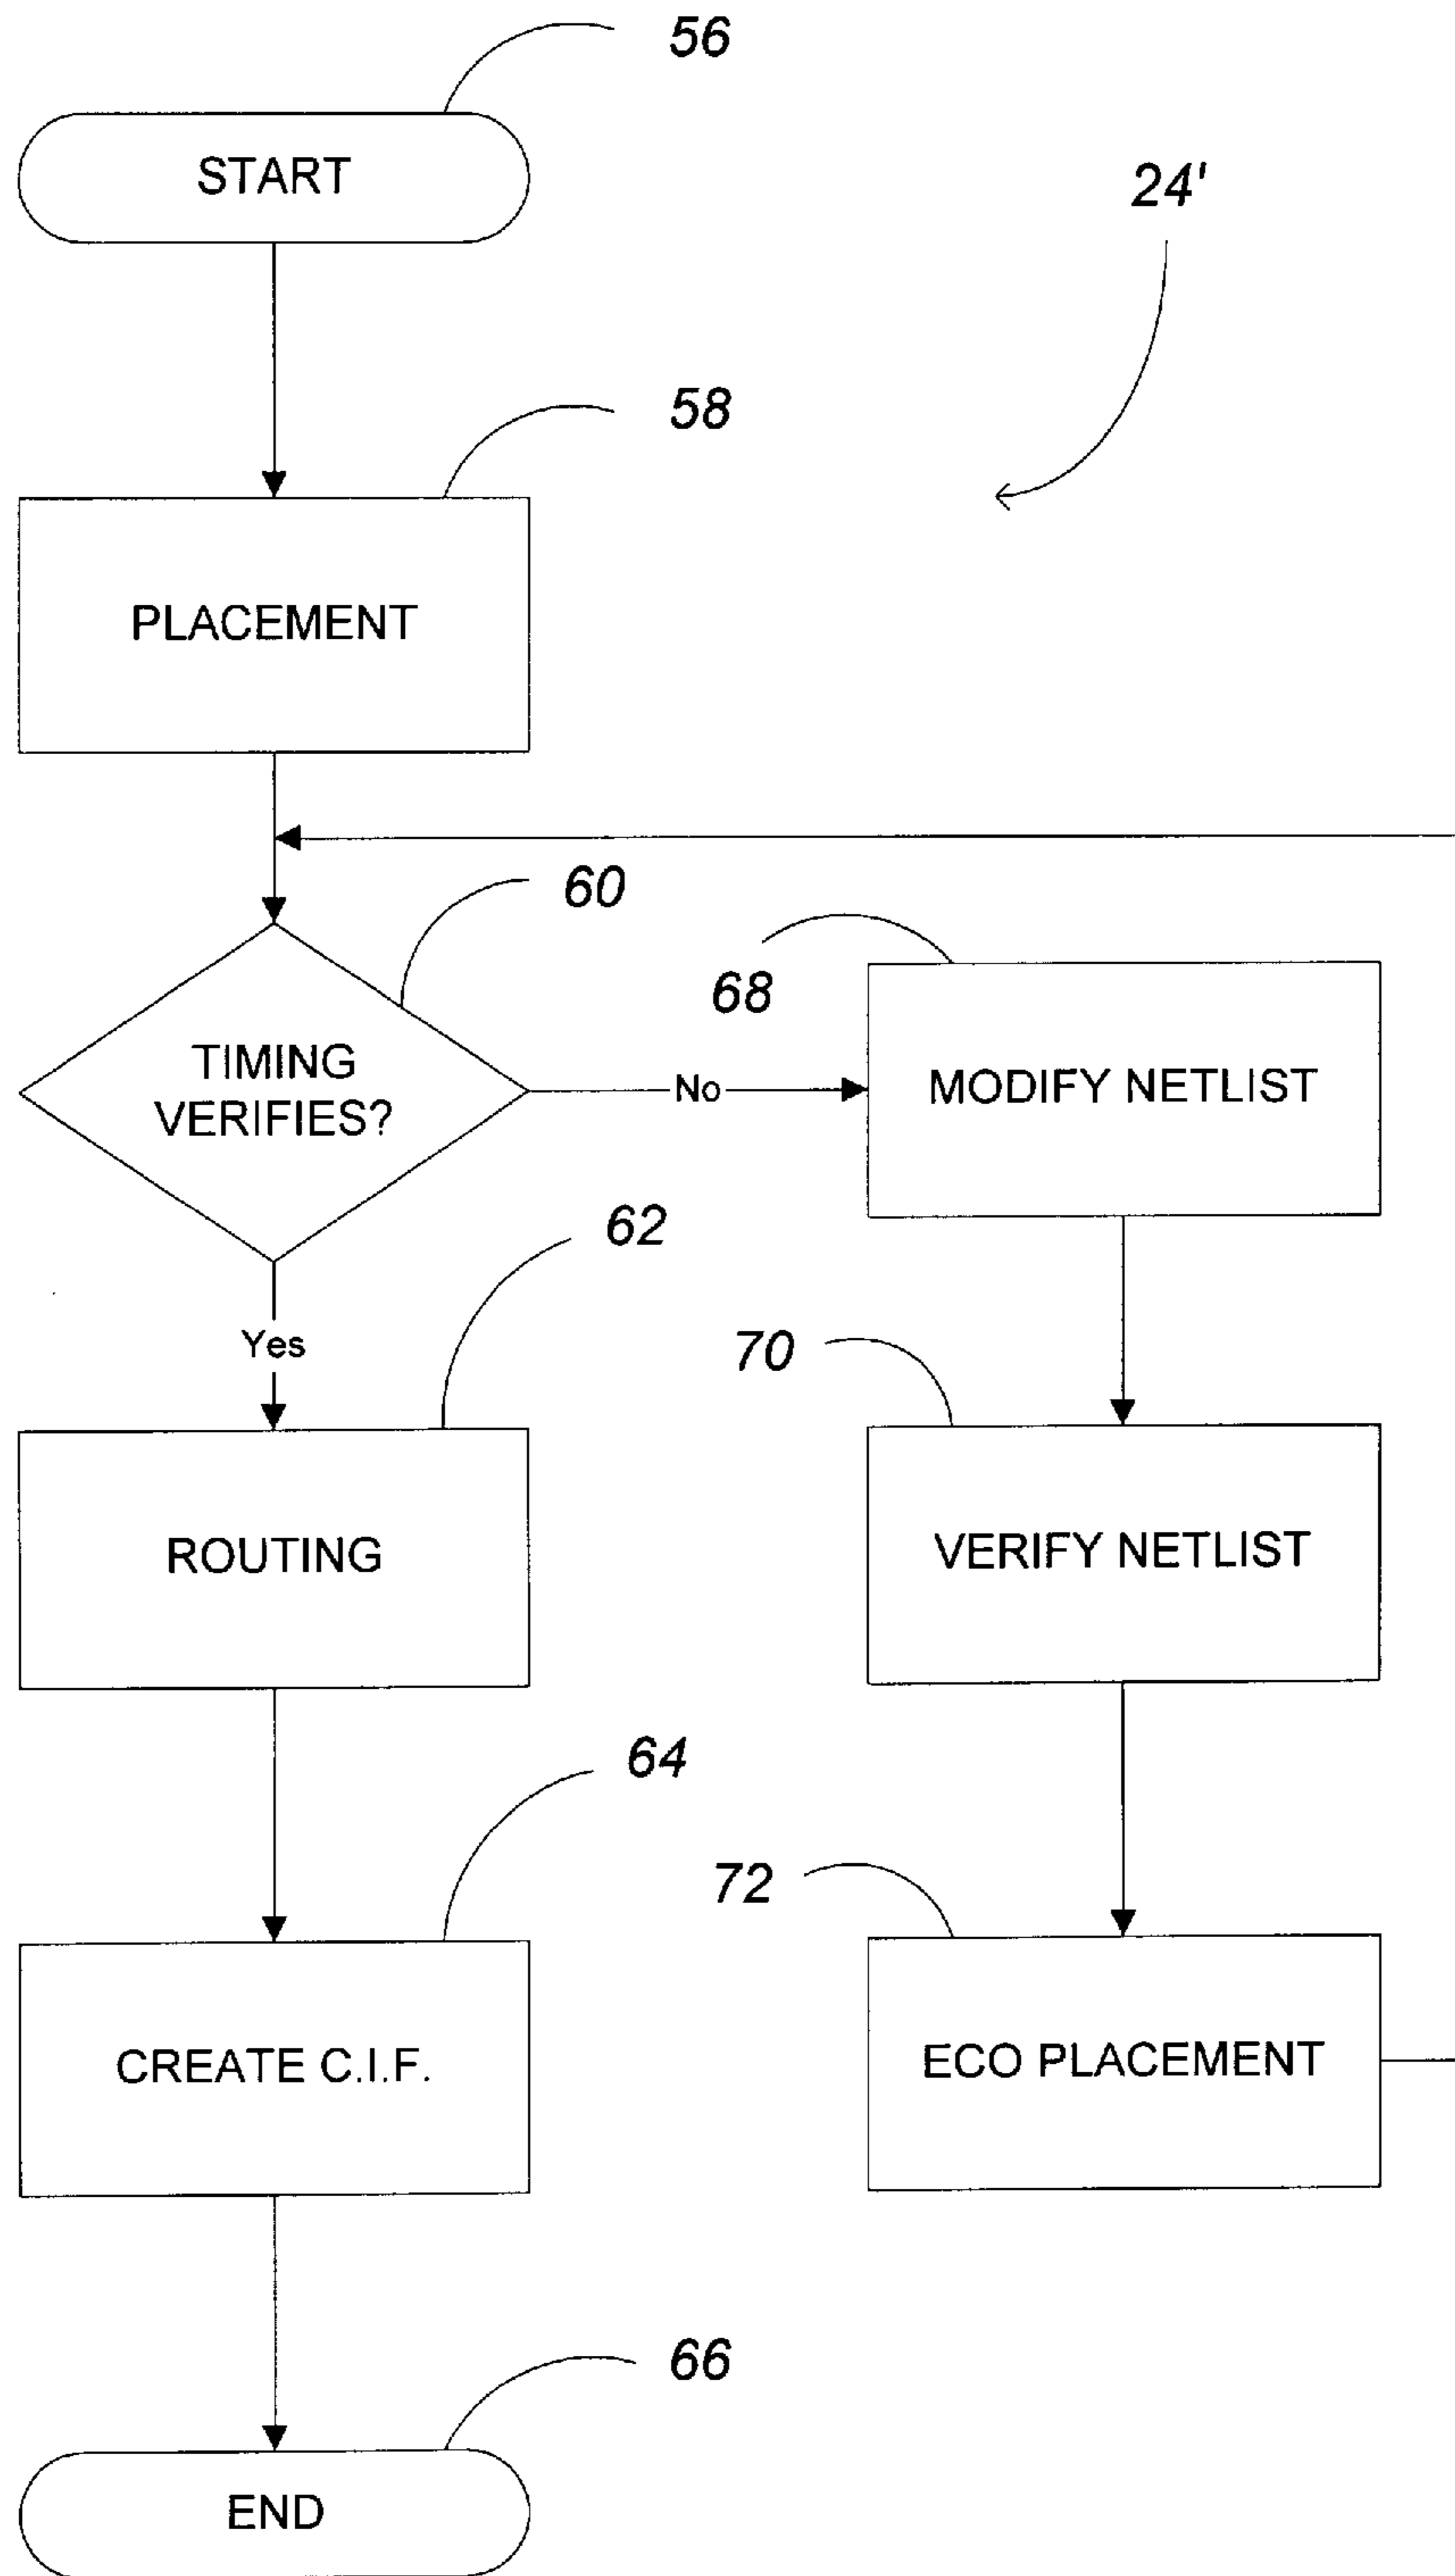 56
START
24'
58
PLACEMENT
60
68
TIMING
VERIFIES?
No
MODIFY NETLIST
62
Yes
70
ROUTING
VERIFY NETLIST
64
72
CREATE C.I.F.
ECO PLACEMENT
66
END